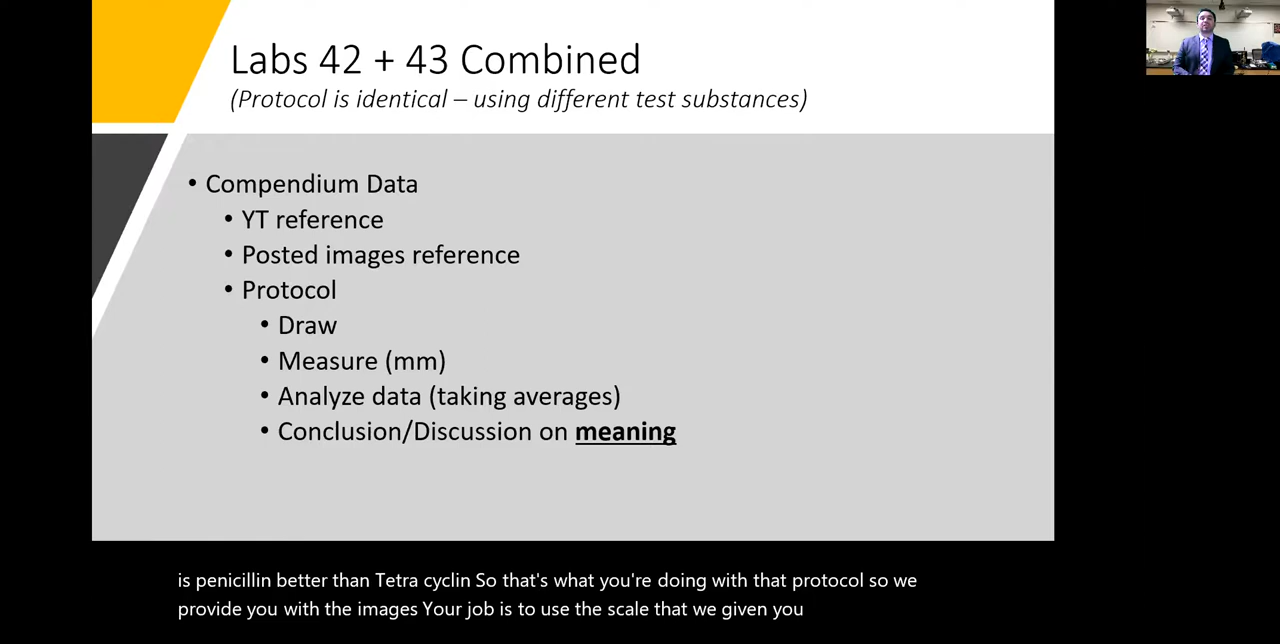 Labs 42 + 43 Combined
(Protocol is identical – using different test substances)
• Compendium Data
• YT reference
• Posted images reference
• Protocol
• Draw
• Measure (mm)
• Analyze data (taking averages)
• Conclusion/Discussion on meaning
is penicillin better than Tetra cyclin So that's what you're doing with that protocol so we
provide you with the images Your job is to use the scale that we given you